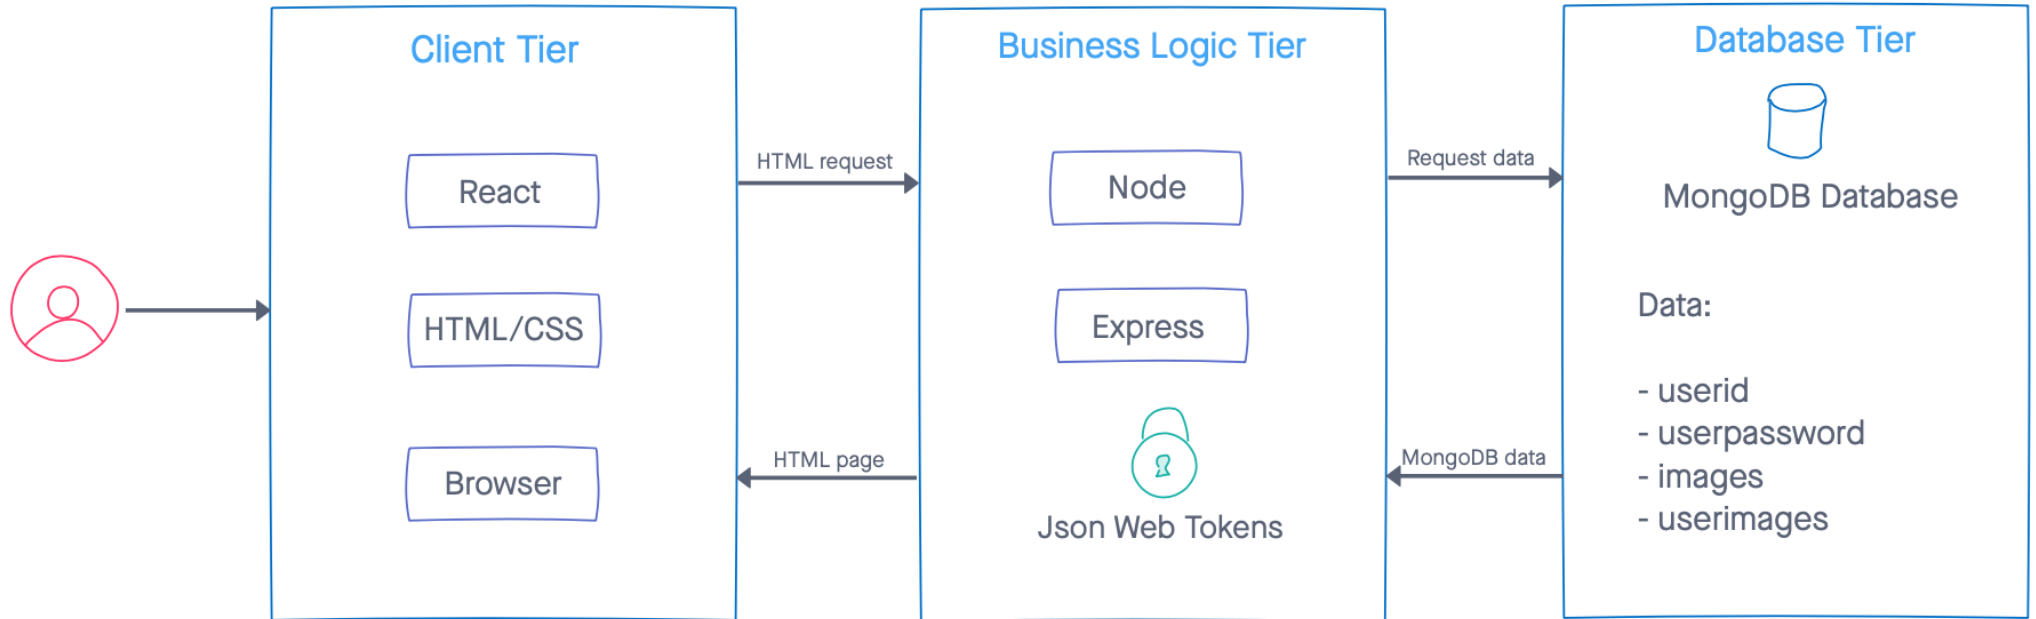 Client Tier
React
HTML/CSS
Browser
HTML request
HTML page
Business Logic Tier
Node
Express
Json Web Tokens
Request data
MongoDB data
Database Tier
MongoDB Database
Data:
- userid
- userpassword
- images
- userimages